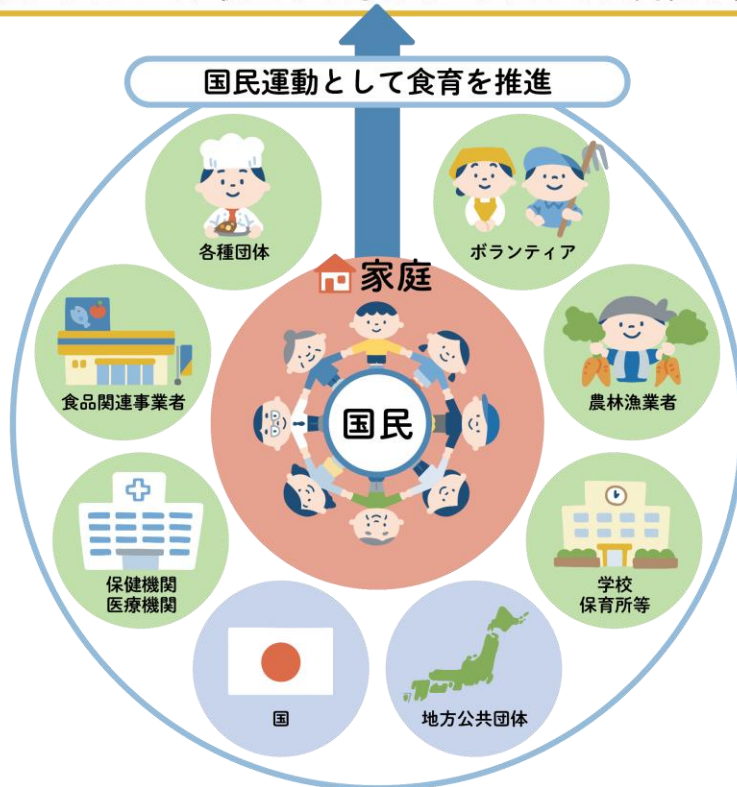 国民運動として食育を推進
各種団体
ボランティア
家庭
食品関連事業者
農林漁業者
国民
保健機関
医療機関
学校
保育所等
国
地方公共団体